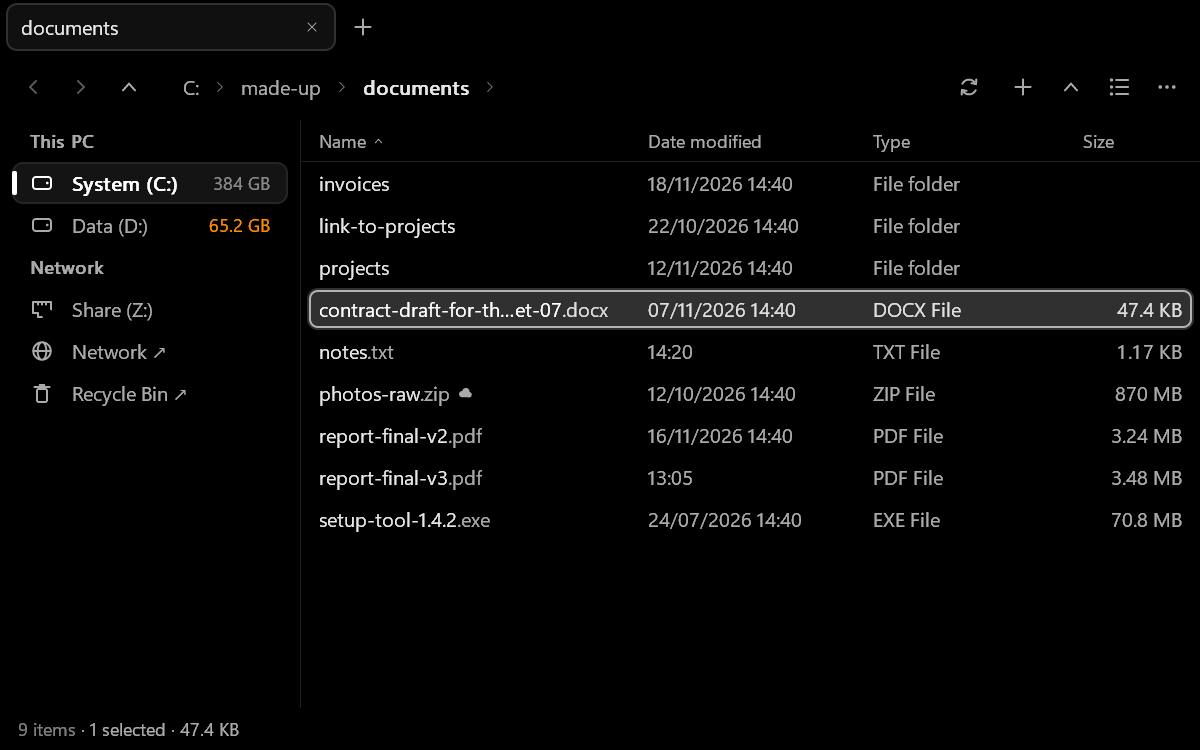 documents
C: made-up documents
This PC
System (C:) 384 GB
Data (D:) 65.2 GB
Network
Share (Z:)
Network ↗
Recycle Bin ↗
Name Date modified Type Size
invoices 18/11/2026 14:40 File folder
link-to-projects 22/10/2026 14:40 File folder
projects 12/11/2026 14:40 File folder
contract-draft-for-th...et-07.docx 07/11/2026 14:40 DOCX File 47.4 KB
notes.txt 14:20 TXT File 1.17 KB
photos-raw.zip 12/10/2026 14:40 ZIP File 870 MB
report-final-v2.pdf 16/11/2026 14:40 PDF File 3.24 MB
report-final-v3.pdf 13:05 PDF File 3.48 MB
setup-tool-1.4.2.exe 24/07/2026 14:40 EXE File 70.8 MB
9 items · 1 selected · 47.4 KB